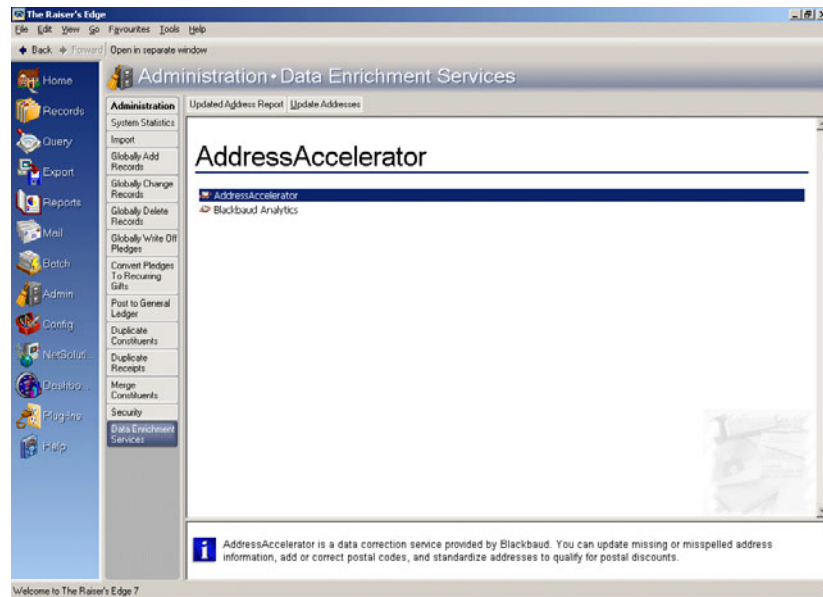 The Raiser's Edge
File Edit View Go Favourites Tools Help
Back Forward Open in separate window
Administration • Data Enrichment Services
Home
Records
Query
Export
Reports
Mail
Batch
Admin
Config
NetSoluti...
Dashbo...
Plug-Ins
Help
Administration
System Statistics
Import
Globally Add
Records
Globally Change
Records
Globally Delete
Records
Globally Write Off
Pledges
Convert Pledges
To Recurring
Gifts
Post to General
Ledger
Duplicate
Constituents
Duplicate
Receipts
Merge
Constituents
Security
Data Enrichment
Services
Updated Address Report Update Addresses
AddressAccelerator
AddressAccelerator
Blackbaud Analytics
AddressAccelerator is a data correction service provided by Blackbaud. You can update missing or misspelled address
information, add or correct postal codes, and standardize addresses to qualify for postal discounts.
Welcome to The Raiser's Edge 7